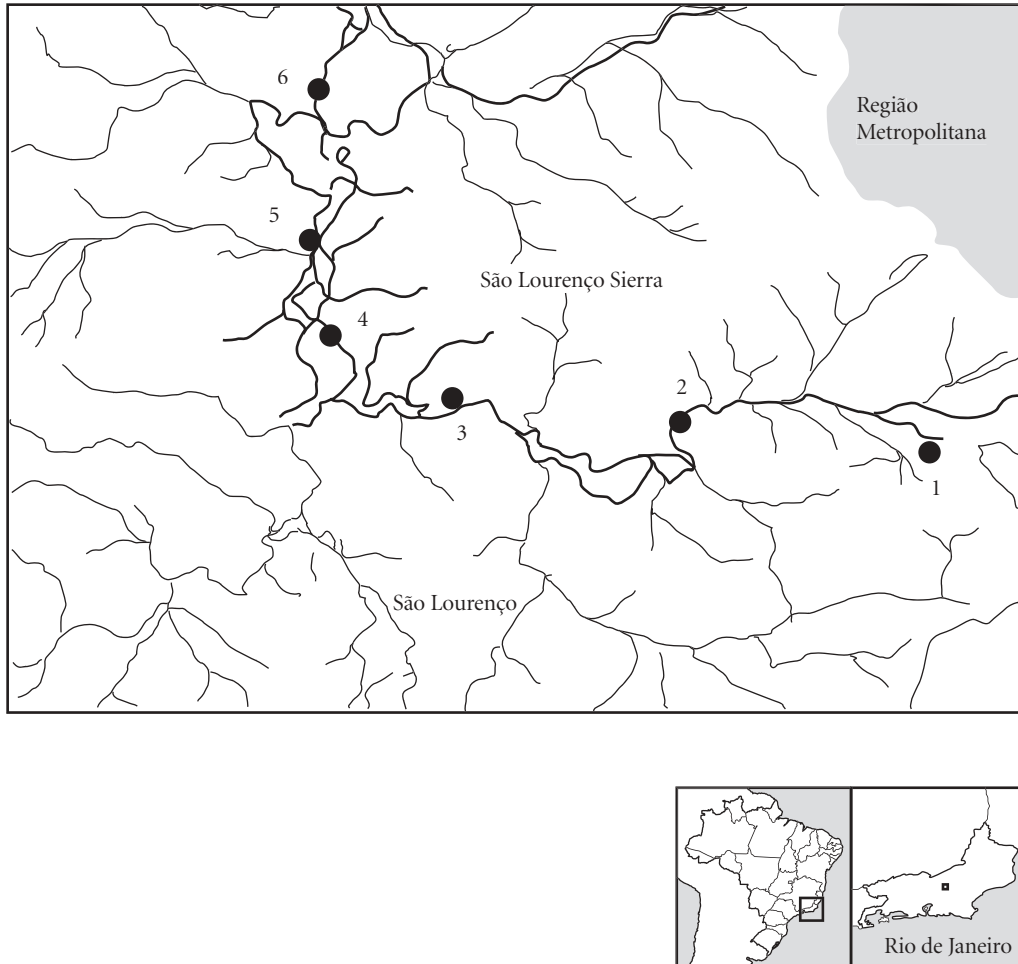 6
Região
Metropolitana
5
São Lourenço Sierra
4
2
3
1
São Lourenço
Rio de Janeiro